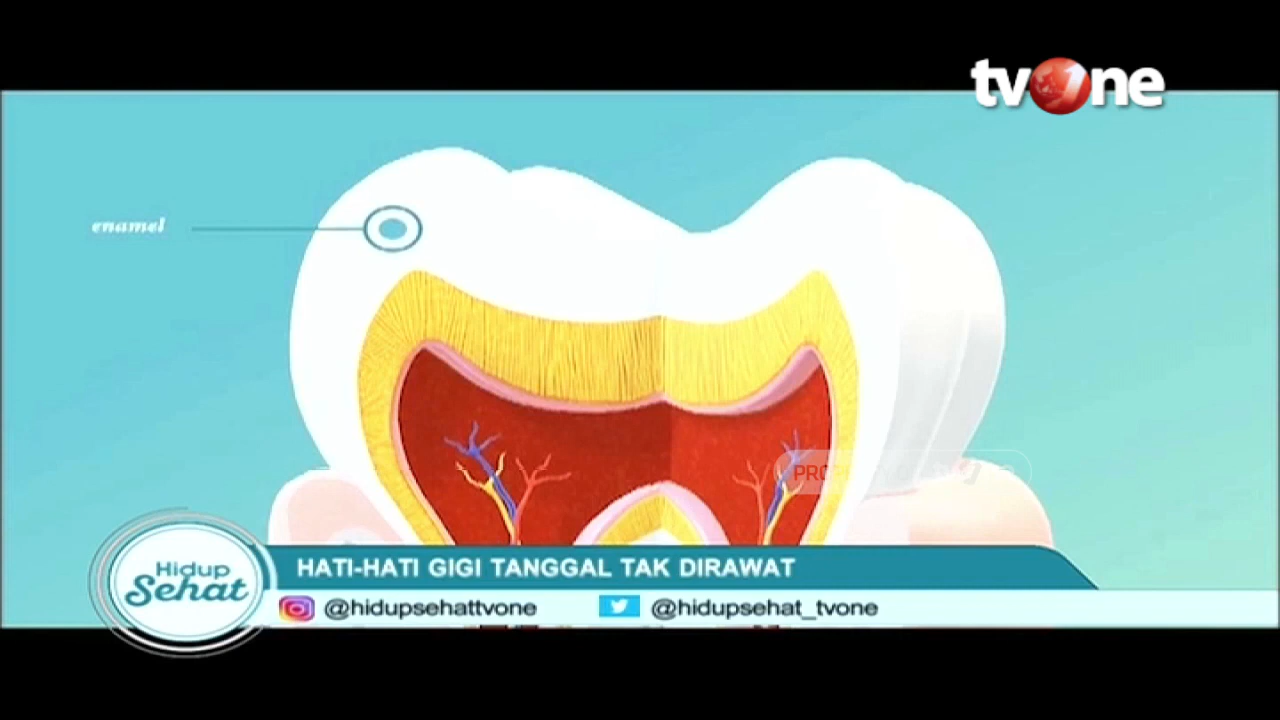 tvOne
enamel
HATI-HATI GIGI TANGGAL TAK DIRAWAT
Hidup
Sehat
@hidupsehattvone @hidupsehat_tvone